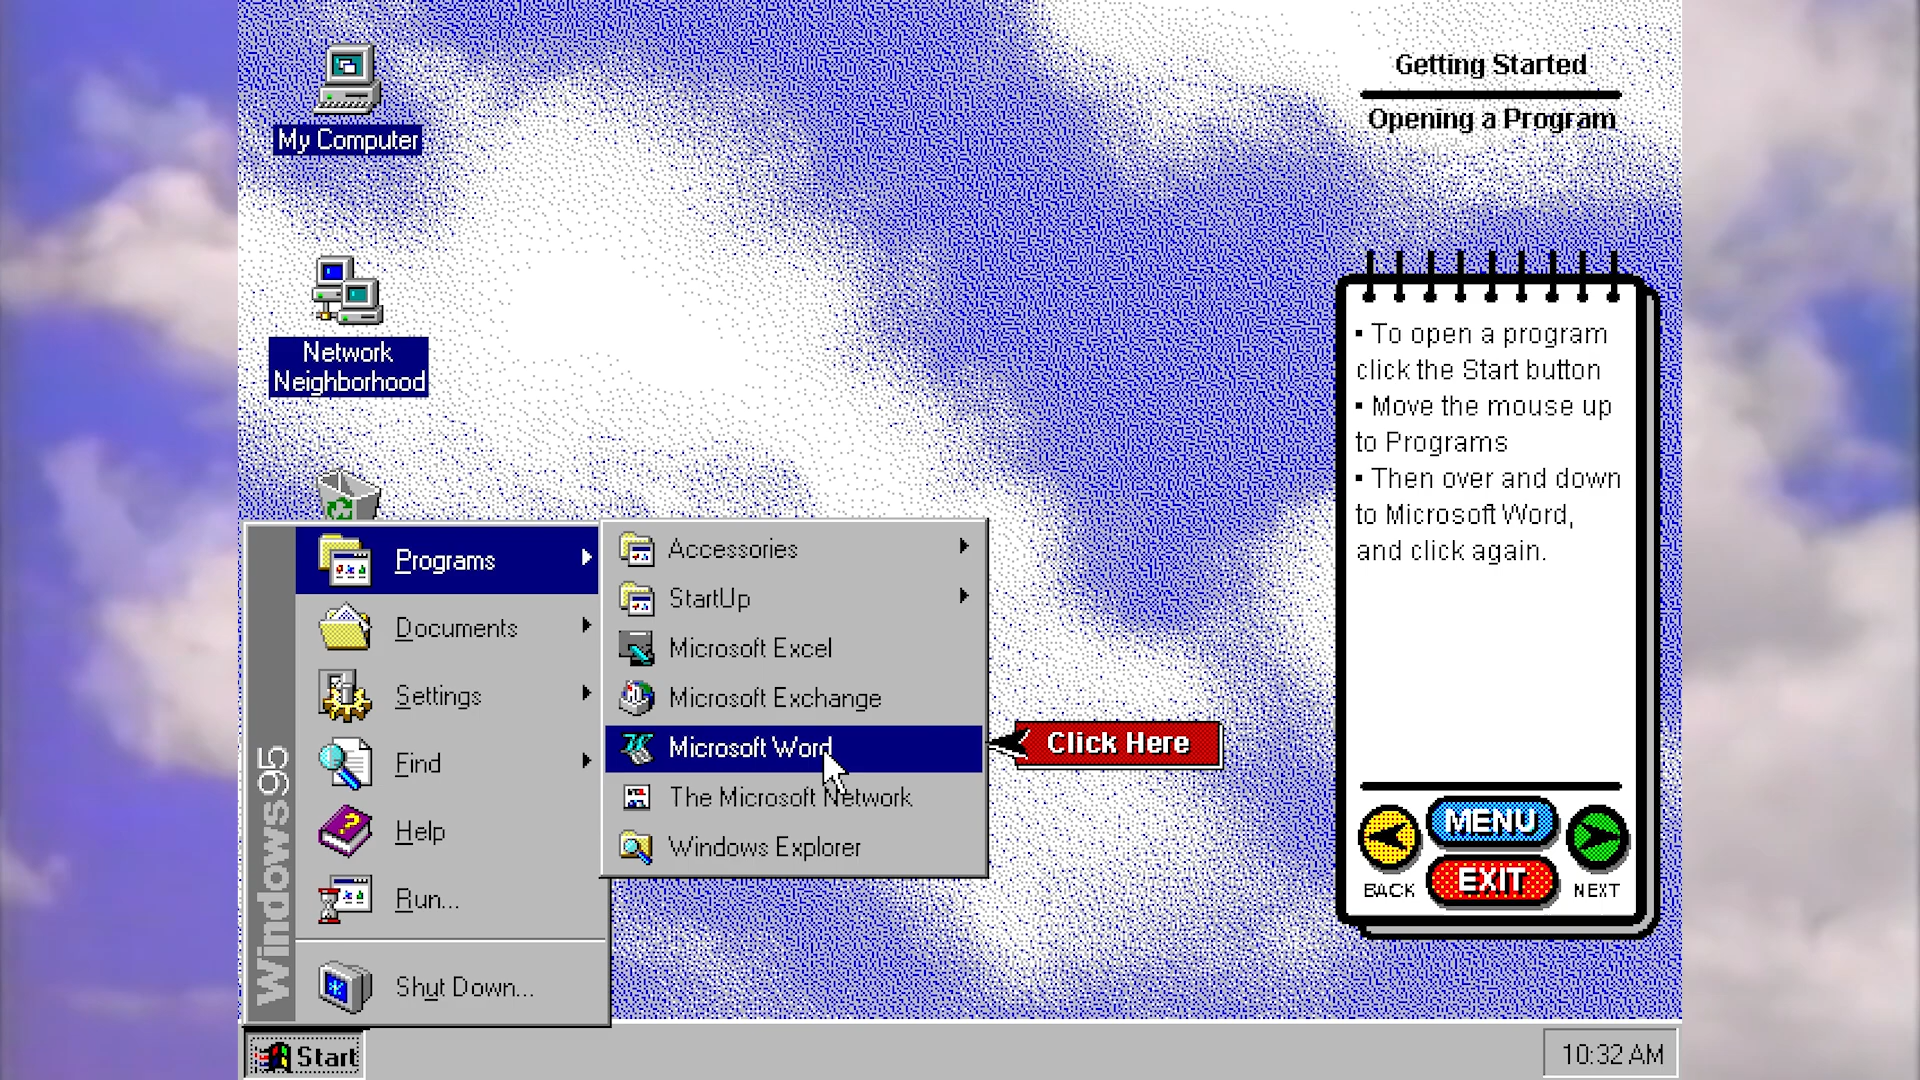 My Computer
Network
Neighborhood
Getting Started
Opening a Program
▪ To open a program
click the Start button
▪ Move the mouse up
to Programs
▪ Then over and down
to Microsoft Word,
and click again.
BACK
MENU
EXIT
NEXT
Windows95
Programs
Documents
Settings
Find
Help
Run...
Shut Down...
Accessories
StartUp
Microsoft Excel
Microsoft Exchange
Microsoft Word
The Microsoft Network
Windows Explorer
Click Here
Start
10:32 AM